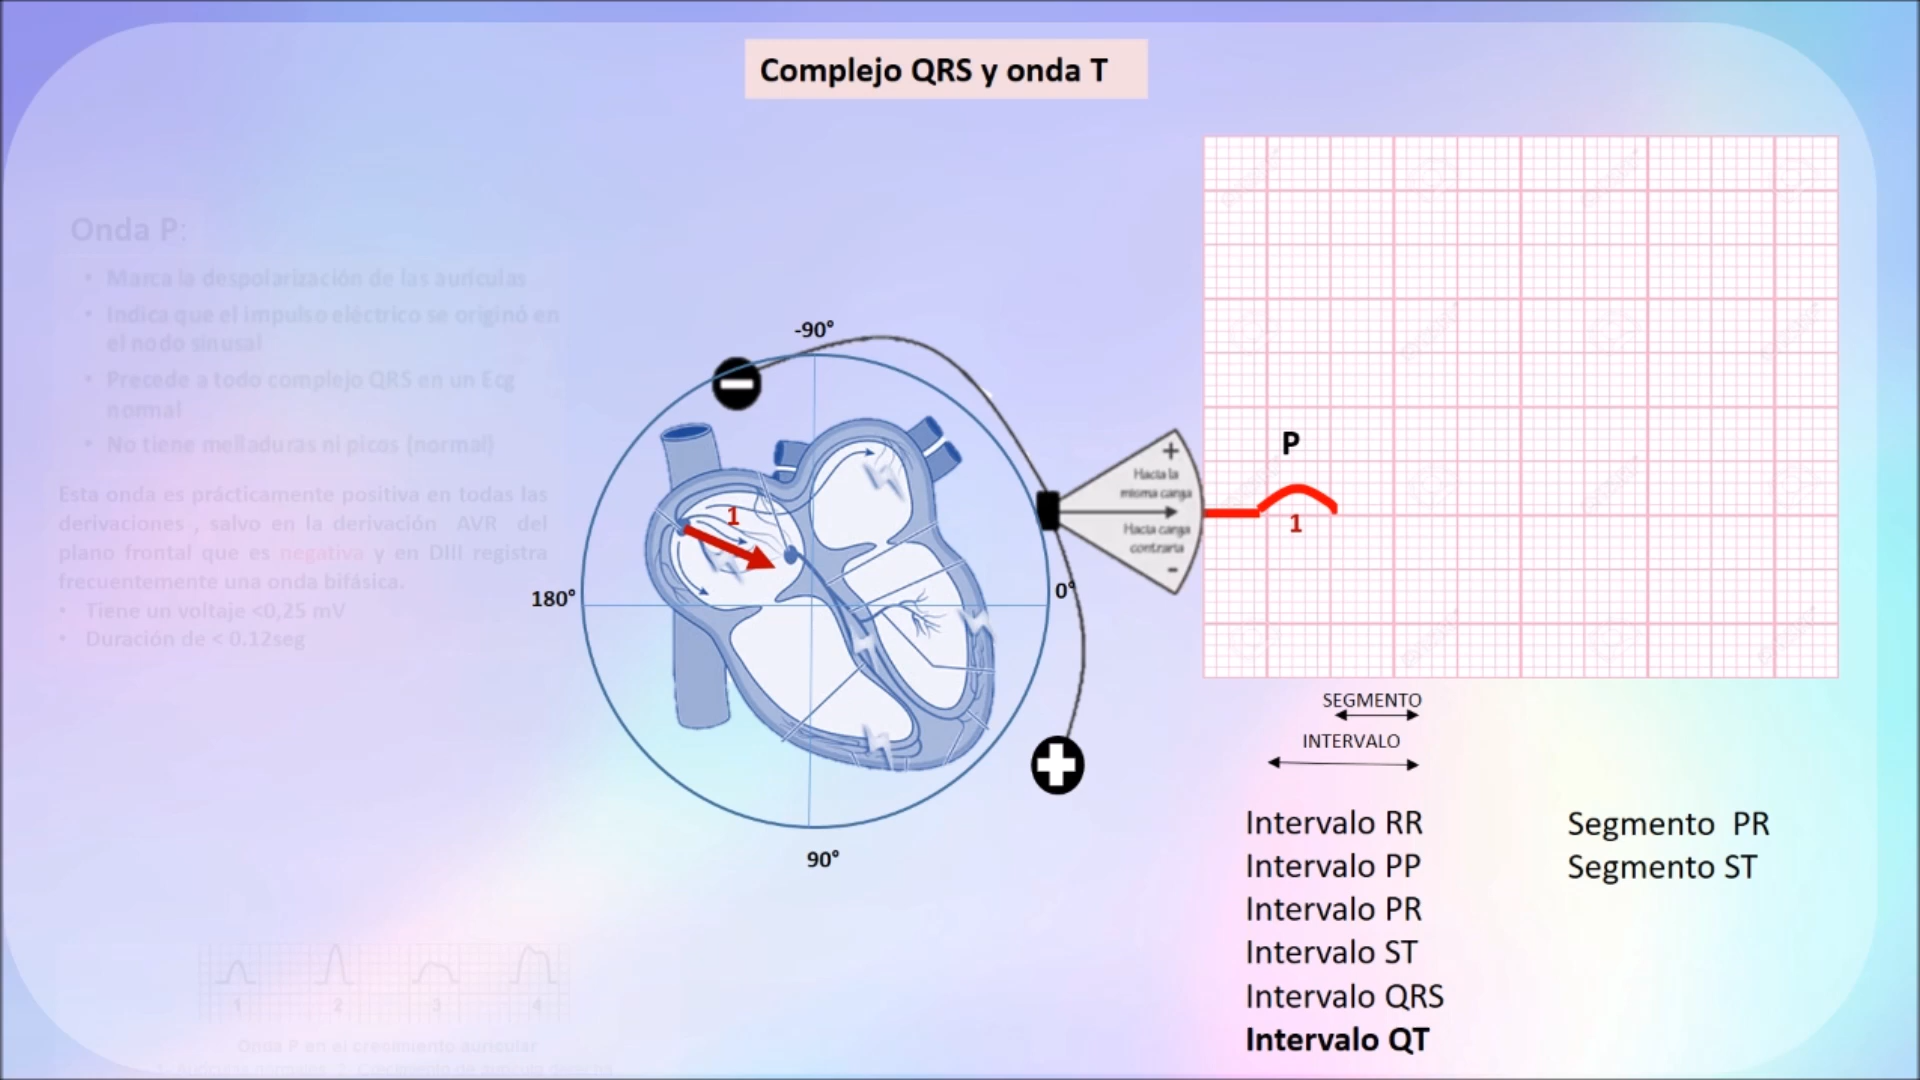 Complejo QRS y onda T
Onda P:
• Marca la despolarización de las aurículas
• Indica que el impulso eléctrico se originó en
el nodo sinusal
• Precede a todo complejo QRS en un Ecg
normal
• No tiene melladuras ni picos (normal)
Esta onda es prácticamente positiva en todas las
derivaciones , salvo en la derivación AVR del
plano frontal que es negativa y en DIII registra
frecuentemente una onda bifásica.
• Tiene un voltaje <0,25 mV
• Duración de < 0.12seg
1 2 3 4
Onda P en el crecimiento auricular
-90°
180°
0°
90°
1
+
Hacia la
misma carga
Hacia carga
contraria
-
P
1
SEGMENTO
INTERVALO
Intervalo RR
Intervalo PP
Intervalo PR
Intervalo ST
Intervalo QRS
Intervalo QT
Segmento PR
Segmento ST